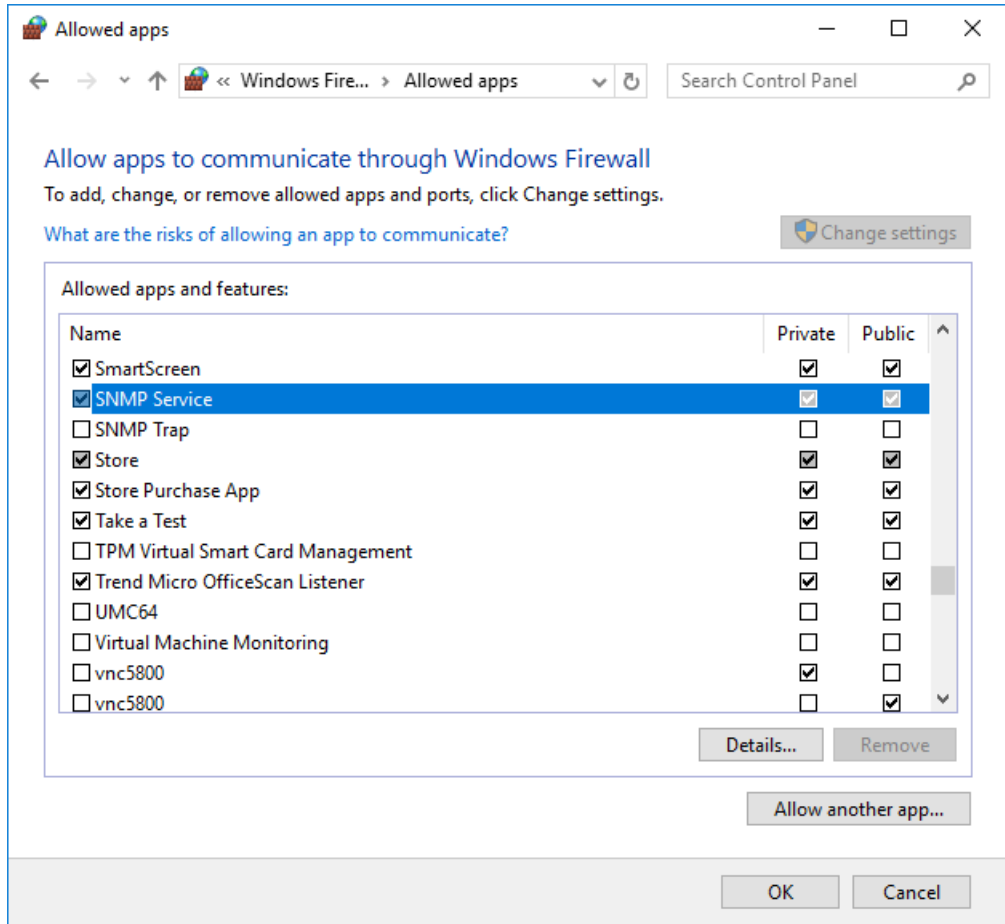 Allowed apps
« Windows Fire... › Allowed apps
Search Control Panel
Allow apps to communicate through Windows Firewall
To add, change, or remove allowed apps and ports, click Change settings.
What are the risks of allowing an app to communicate?
Change settings
Allowed apps and features:
Name Private Public
SmartScreen
SNMP Service
SNMP Trap
Store
Store Purchase App
Take a Test
TPM Virtual Smart Card Management
Trend Micro OfficeScan Listener
UMC64
Virtual Machine Monitoring
vnc5800
vnc5800
Details... Remove
Allow another app...
OK Cancel